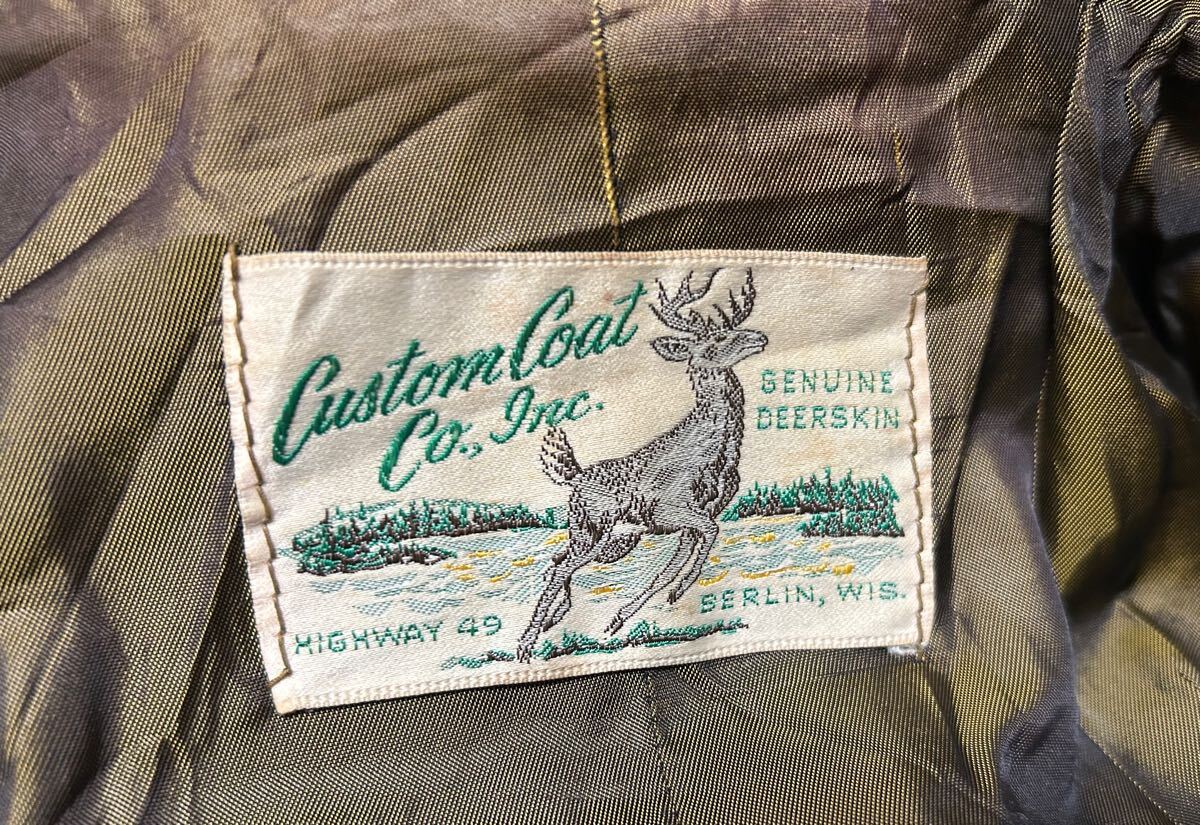 Custom Coat
Co., Inc.
GENUINE
DEERSKIN
HIGHWAY 49
BERLIN, WIS.